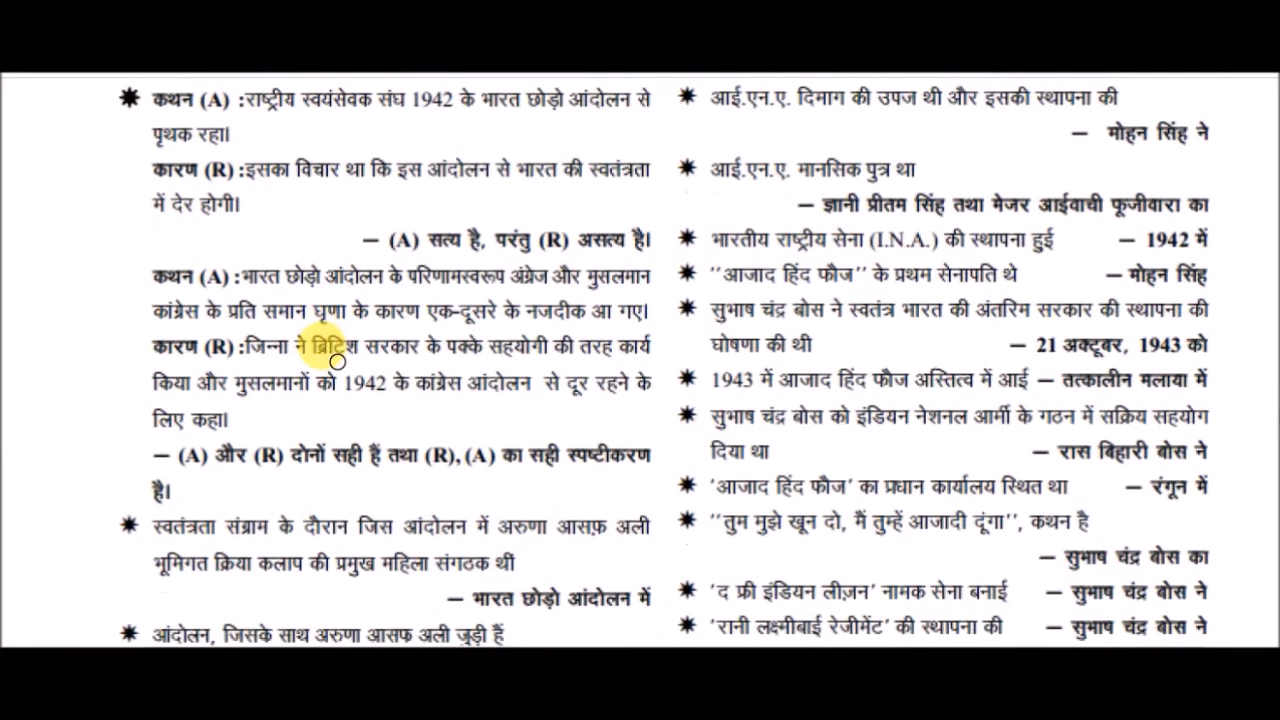 ✷ कथन (A) :राष्ट्रीय स्वयंसेवक संघ 1942 के भारत छोड़ो आंदोलन से
पृथक रहा।
कारण (R) :इसका विचार था कि इस आंदोलन से भारत की स्वतंत्रता
में देर होगी।
– (A) सत्य है, परंतु (R) असत्य है।
कथन (A) :भारत छोड़ो आंदोलन के परिणामस्वरूप अंग्रेज और मुसलमान
कांग्रेस के प्रति समान घृणा के कारण एक-दूसरे के नजदीक आ गए।
कारण (R) :जिन्ना ने ब्रिटिश सरकार के पक्के सहयोगी की तरह कार्य
किया और मुसलमानों को 1942 के कांग्रेस आंदोलन से दूर रहने के
लिए कहा।
– (A) और (R) दोनों सही हैं तथा (R), (A) का सही स्पष्टीकरण
है।
✷ स्वतंत्रता संग्राम के दौरान जिस आंदोलन में अरुणा आसफ़ अली
भूमिगत क्रिया कलाप की प्रमुख महिला संगठक थीं
– भारत छोड़ो आंदोलन में
✷ आंदोलन, जिसके साथ अरुणा आसफ अली जुड़ी हैं
✷ आई.एन.ए. दिमाग की उपज थी और इसकी स्थापना की
– मोहन सिंह ने
✷ आई.एन.ए. मानसिक पुत्र था
– ज्ञानी प्रीतम सिंह तथा मेजर आईवाची फूजीवारा का
✷ भारतीय राष्ट्रीय सेना (I.N.A.) की स्थापना हुई – 1942 में
✷ ''आजाद हिंद फौज'' के प्रथम सेनापति थे – मोहन सिंह
✷ सुभाष चंद्र बोस ने स्वतंत्र भारत की अंतरिम सरकार की स्थापना की
घोषणा की थी – 21 अक्टूबर, 1943 को
✷ 1943 में आजाद हिंद फौज अस्तित्व में आई – तत्कालीन मलाया में
✷ सुभाष चंद्र बोस को इंडियन नेशनल आर्मी के गठन में सक्रिय सहयोग
दिया था – रास बिहारी बोस ने
✷ 'आजाद हिंद फौज' का प्रधान कार्यालय स्थित था – रंगून में
✷ ''तुम मुझे खून दो, मैं तुम्हें आजादी दूंगा'', कथन है
– सुभाष चंद्र बोस का
✷ 'द फ्री इंडियन लीज़न' नामक सेना बनाई – सुभाष चंद्र बोस ने
✷ 'रानी लक्ष्मीबाई रेजीमेंट' की स्थापना की – सुभाष चंद्र बोस ने